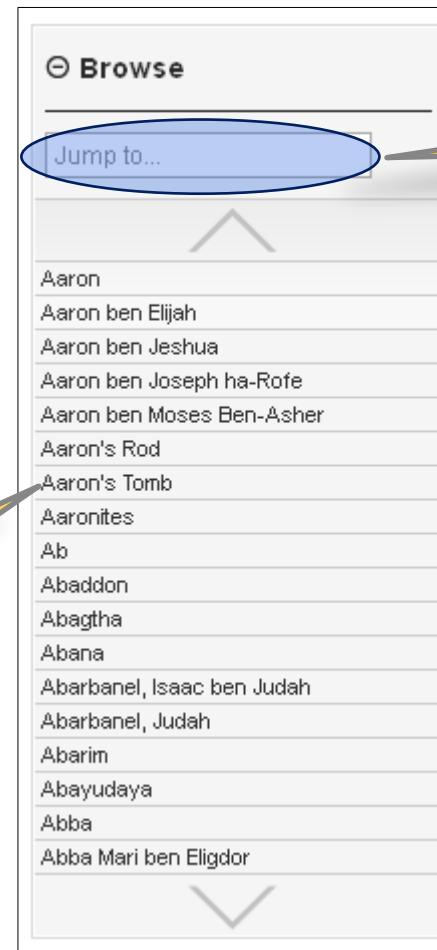 Browse
Jump to...
Aaron
Aaron ben Elijah
Aaron ben Jeshua
Aaron ben Joseph ha-Rofe
Aaron ben Moses Ben-Asher
Aaron's Rod
Aaron's Tomb
Aaronites
Ab
Abaddon
Abagtha
Abana
Abarbanel, Isaac ben Judah
Abarbanel, Judah
Abarim
Abayudaya
Abba
Abba Mari ben Eligdor